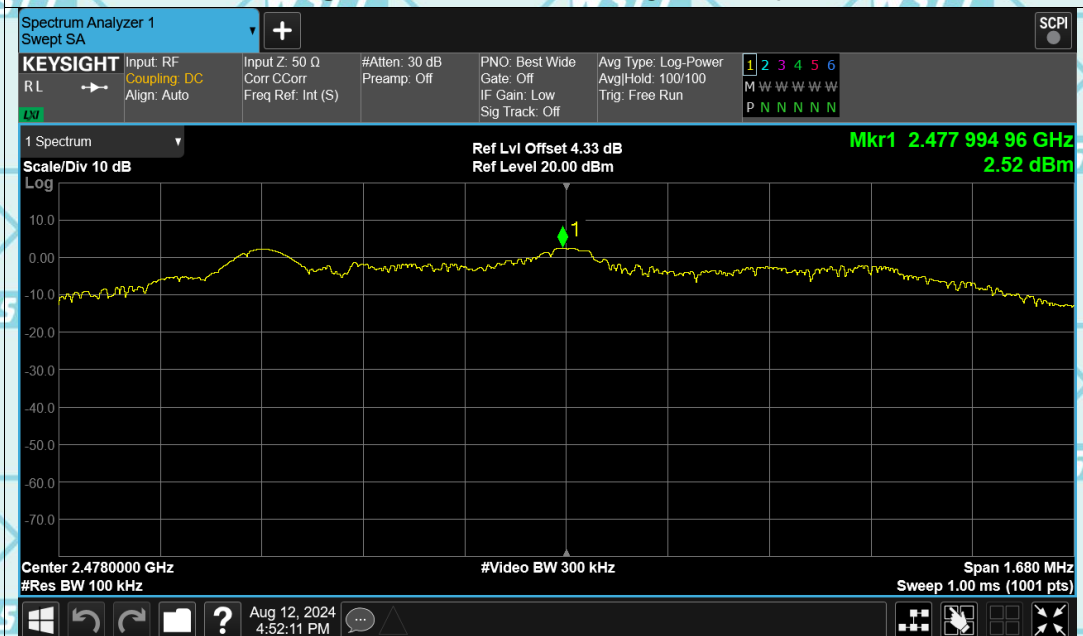 Spectrum Analyzer 1
Swept SA
+
SCPI
KEYSIGHT
R L
LXI
Input: RF
Coupling: DC
Align: Auto
Input Z: 50 Ω
Corr CCorr
Freq Ref: Int (S)
#Atten: 30 dB
Preamp: Off
PNO: Best Wide
Gate: Off
IF Gain: Low
Sig Track: Off
Avg Type: Log-Power
Avg|Hold: 100/100
Trig: Free Run
1 2 3 4 5 6
M W W W W W
P N N N N N
1 Spectrum
Scale/Div 10 dB
Ref Lvl Offset 4.33 dB
Ref Level 20.00 dBm
Mkr1 2.477 994 96 GHz
2.52 dBm
Log
10.0
0.00
-10.0
-20.0
-30.0
-40.0
-50.0
-60.0
-70.0
1
Center 2.4780000 GHz
#Res BW 100 kHz
#Video BW 300 kHz
Span 1.680 MHz
Sweep 1.00 ms (1001 pts)
?
Aug 12, 2024
4:52:11 PM